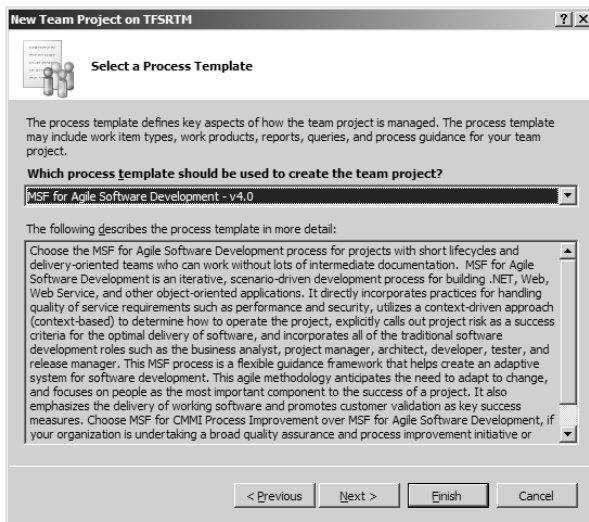 New Team Project on TFSRTM
Select a Process Template
The process template defines key aspects of how the team project is managed. The process template
may include work item types, work products, reports, queries, and process guidance for your team
project.
Which process template should be used to create the team project?
MSF for Agile Software Development - v4.0
The following describes the process template in more detail:
Choose the MSF for Agile Software Development process for projects with short lifecycles and
delivery-oriented teams who can work without lots of intermediate documentation. MSF for Agile
Software Development is an iterative, scenario-driven development process for building .NET, Web,
Web Service, and other object-oriented applications. It directly incorporates practices for handling
quality of service requirements such as performance and security, utilizes a context-driven approach
(context-based) to determine how to operate the project, explicitly calls out project risk as a success
criteria for the optimal delivery of software, and incorporates all of the traditional software
development roles such as the business analyst, project manager, architect, developer, tester, and
release manager. This MSF process is a flexible guidance framework that helps create an adaptive
system for software development. This agile methodology anticipates the need to adapt to change,
and focuses on people as the most important component to the success of a project. It also
emphasizes the delivery of working software and promotes customer validation as key success
measures. Choose MSF for CMMI Process Improvement over MSF for Agile Software Development, if
your organization is undertaking a broad quality assurance and process improvement initiative or
< Previous
Next >
Finish
Cancel